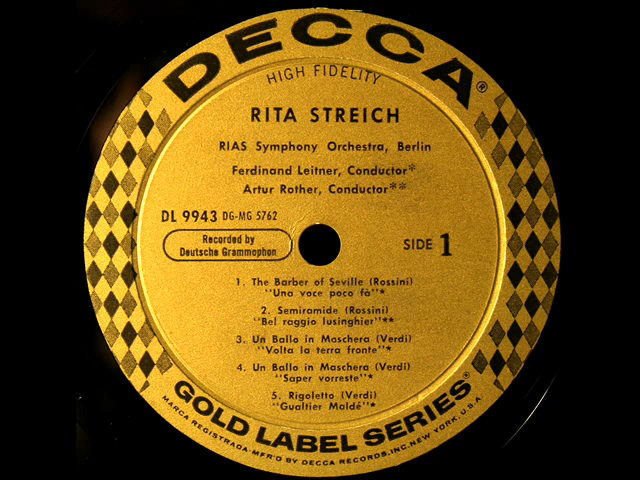 DECCA®
HIGH FIDELITY
RITA STREICH
RIAS Symphony Orchestra, Berlin
Ferdinand Leitner, Conductor*
Artur Rother, Conductor**
DL 9943 DG-MG 5762
Recorded by
Deutsche Grammophon
SIDE 1
1. The Barber of Seville (Rossini)
"Una voce poco fà"*
2. Semiramide (Rossini)
"Bel raggio lusinghier"**
3. Un Ballo in Maschera (Verdi)
"Volta la terra fronte"*
4. Un Ballo in Maschera (Verdi)
"Saper vorreste"*
5. Rigoletto (Verdi)
"Gualtier Maldé"*
GOLD LABEL SERIES®
MARCA REGISTRADA-MFR'D BY DECCA RECORDS, INC. NEW YORK, U.S.A.